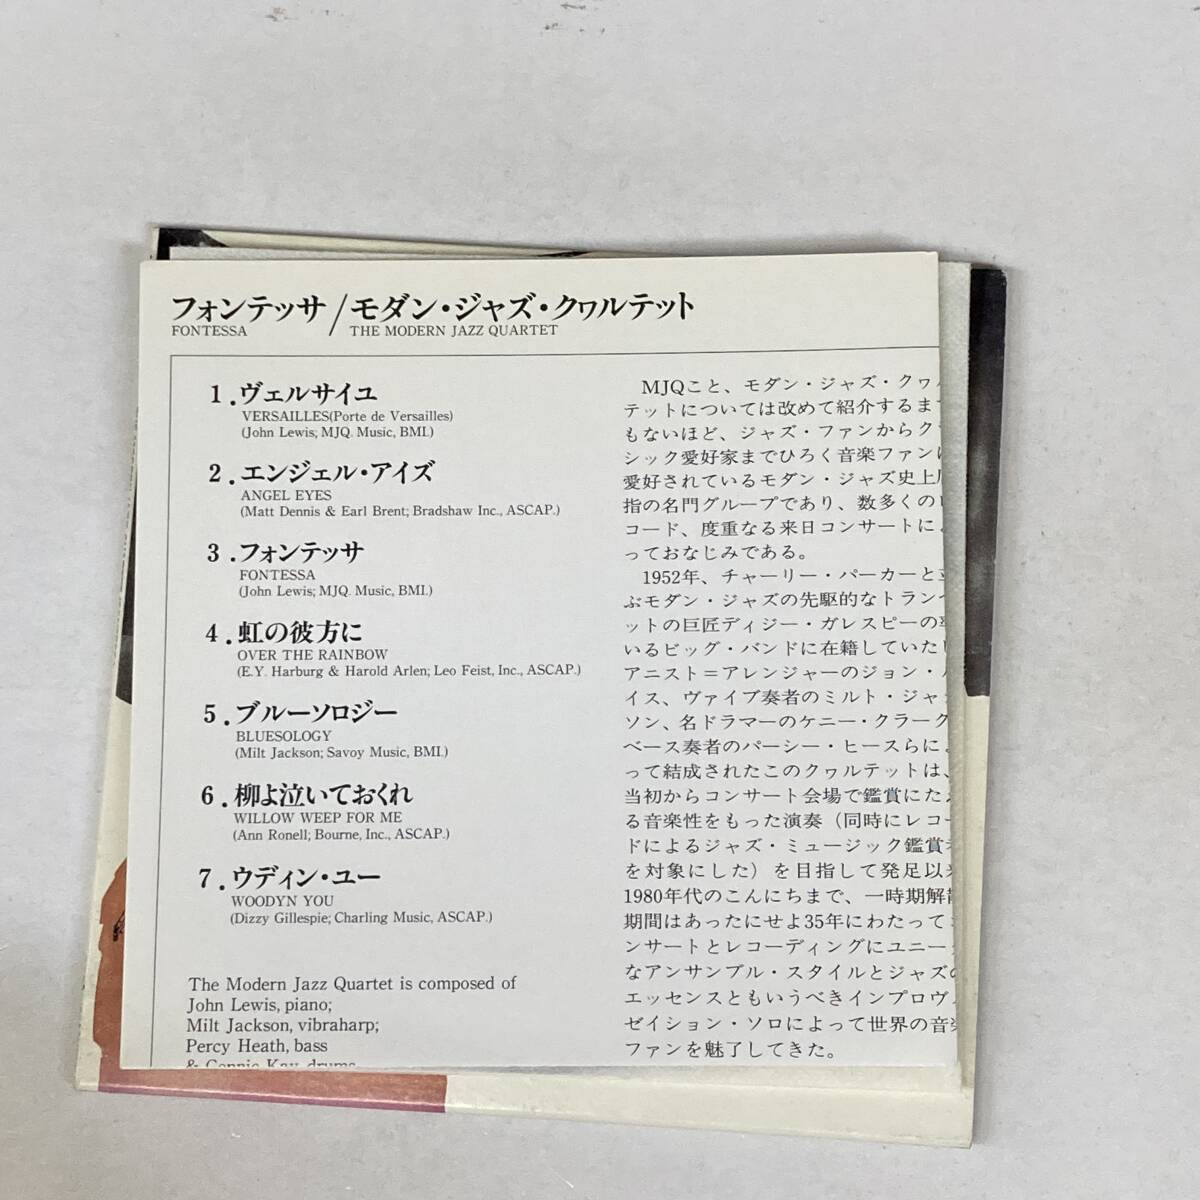 フォンテッサ/モダン・ジャズ・クヮルテット
FONTESSA THE MODERN JAZZ QUARTET
1.ヴェルサイユ
VERSAILLES(Porte de Versailles)
(John Lewis; MJQ. Music, BMI.)
2.エンジェル・アイズ
ANGEL EYES
(Matt Dennis & Earl Brent; Bradshaw Inc., ASCAP.)
3.フォンテッサ
FONTESSA
(John Lewis; MJQ. Music, BMI.)
4.虹の彼方に
OVER THE RAINBOW
(E.Y. Harburg & Harold Arlen; Leo Feist, Inc., ASCAP.)
5.ブルーソロジー
BLUESOLOGY
(Milt Jackson; Savoy Music, BMI.)
6.柳よ泣いておくれ
WILLOW WEEP FOR ME
(Ann Ronell; Bourne, Inc., ASCAP.)
7.ウディン・ユー
WOODYN YOU
(Dizzy Gillespie; Charling Music, ASCAP.)
The Modern Jazz Quartet is composed of
John Lewis, piano;
Milt Jackson, vibraharp;
Percy Heath, bass
& Connie Kay, drums
MJQこと、モダン・ジャズ・クヮ
テットについては改めて紹介するま
もないほど、ジャズ・ファンからク
シック愛好家までひろく音楽ファン
愛好されているモダン・ジャズ史上
指の名門グループであり、数多くの
コード、度重なる来日コンサートに
っておなじみである。
1952年、チャーリー・パーカーと
ぶモダン・ジャズの先駆的なトラン
ットの巨匠ディジー・ガレスピーの
いるビッグ・バンドに在籍していた
アニスト=アレンジャーのジョン・
イス、ヴァイブ奏者のミルト・ジャ
ソン、名ドラマーのケニー・クラーク
ベース奏者のパーシー・ヒースらに
って結成されたこのクヮルテットは、
当初からコンサート会場で鑑賞にた
る音楽性をもった演奏(同時にレコー
ドによるジャズ・ミュージック鑑賞
を対象にした)を目指して発足以
1980年代のこんにちまで、一時期解
期間はあったにせよ35年にわたって
ンサートとレコーディングにユニー
なアンサンブル・スタイルとジャズ
エッセンスともいうべきインプロヴ
ゼイション・ソロによって世界の音
ファンを魅了してきた。